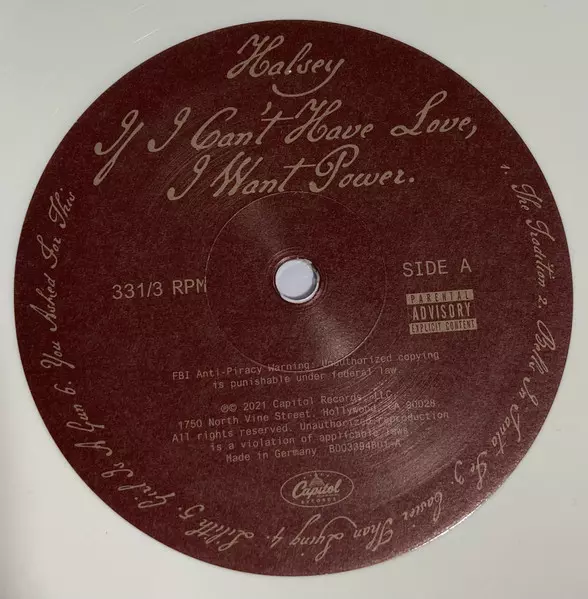 Halsey
If I Can't Have Love,
I Want Power.
1. The Tradition 2. Bells In Santa Fe 3. Easier Than Lying 4. Lilith 5. Girl Is A Gun 6. You Asked For This
331/3 RPM
SIDE A
PARENTAL
ADVISORY
EXPLICIT CONTENT
FBI Anti-Piracy Warning: Unauthorized copying
is punishable under federal law.
℗© 2021 Capitol Records, LLC,
1750 North Vine Street, Hollywood, CA 90028
All rights reserved. Unauthorized reproduction
is a violation of applicable laws.
Made in Germany B003394801-A
Capitol
RECORDS